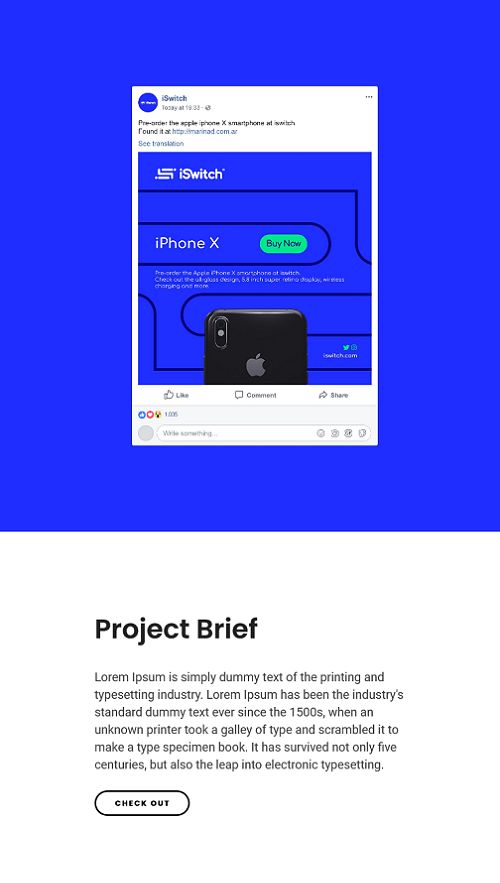 iSwitch
Today at 19:33
Pre-order the apple iphone X smartphone at iswitch
Found it at http://marinad.com.ar
See translation
iSwitch
iPhone X
Buy Now
Pre-order the Apple iPhone X smartphone at iswitch.
Check out the all-glass design, 5.8 inch super retina display, wireless
charging and more.
iswitch.com
Like
Comment
Share
Write something...
Project Brief
Lorem Ipsum is simply dummy text of the printing and
typesetting industry. Lorem Ipsum has been the industry's
standard dummy text ever since the 1500s, when an
unknown printer took a galley of type and scrambled it to
make a type specimen book. It has survived not only five
centuries, but also the leap into electronic typesetting.
CHECK OUT